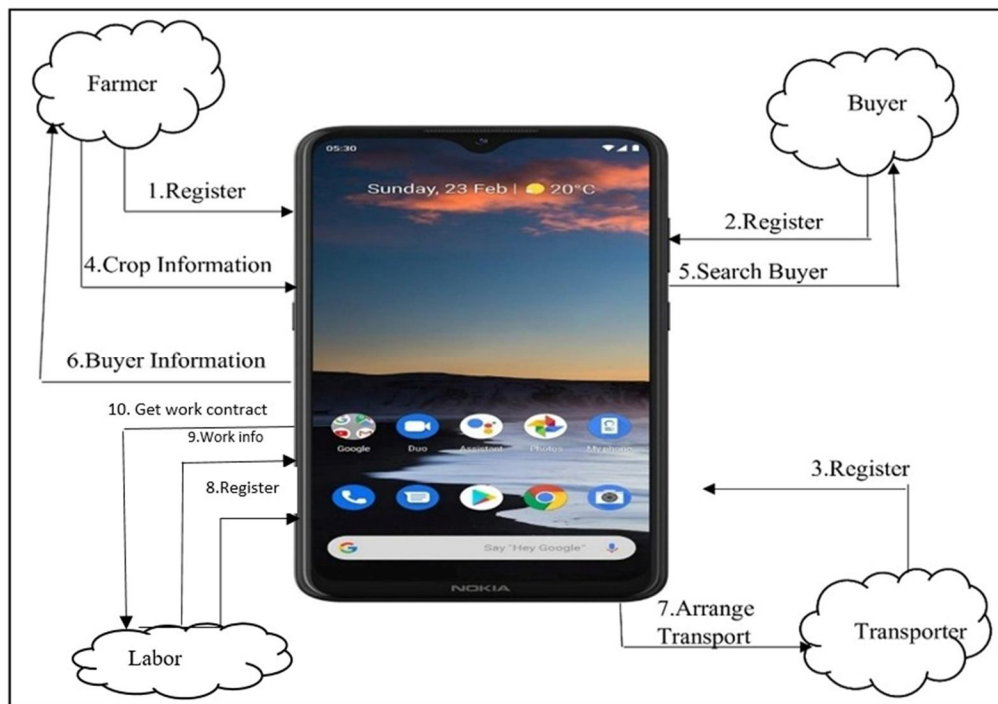 Farmer
Buyer
05:30
Sunday, 23 Feb | 20°C
1.Register
2.Register
4.Crop Information
5.Search Buyer
6.Buyer Information
10. Get work contract
9.Work info
Google
Duo
Assistant
Photos
My phone
8.Register
3.Register
G
Say "Hey Google"
NOKIA
7.Arrange
Transport
Transporter
Labor